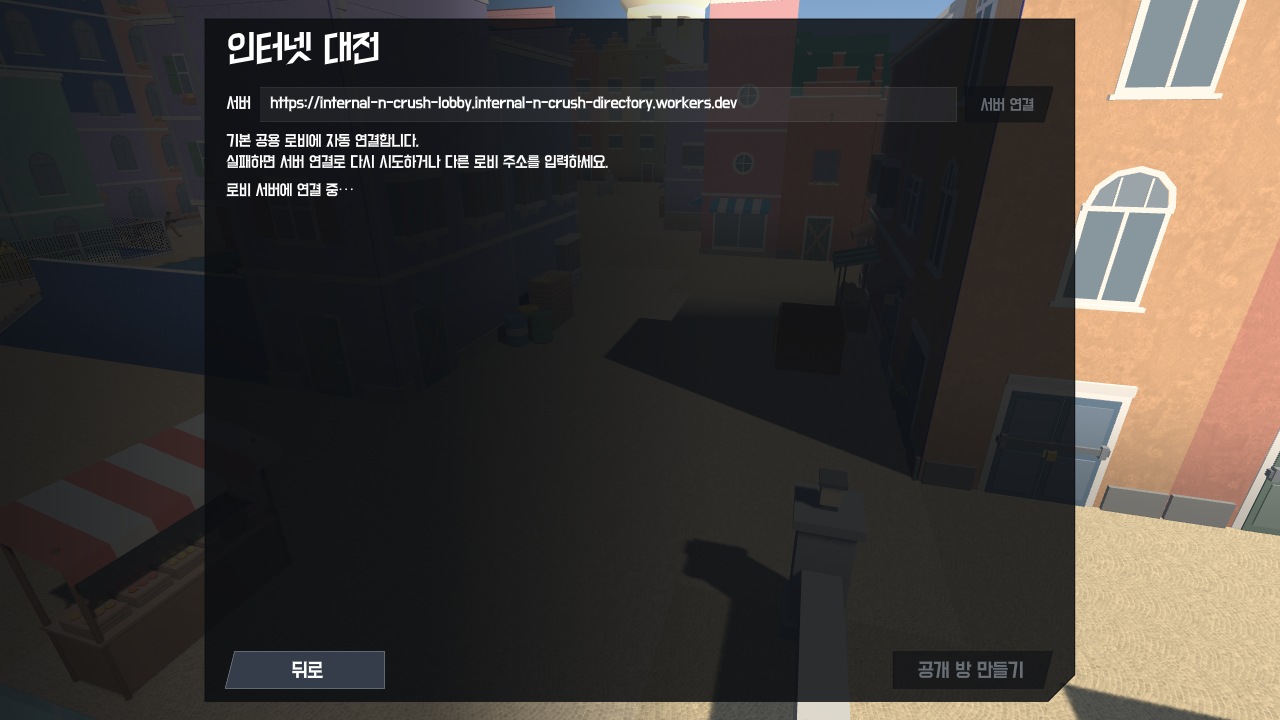 인터넷 대전
서버 https://internal-n-crush-lobby.internal-n-crush-directory.workers.dev 서버 연결
기본 공용 로비에 자동 연결합니다.
실패하면 서버 연결로 다시 시도하거나 다른 로비 주소를 입력하세요.
로비 서버에 연결 중…
뒤로 공개 방 만들기